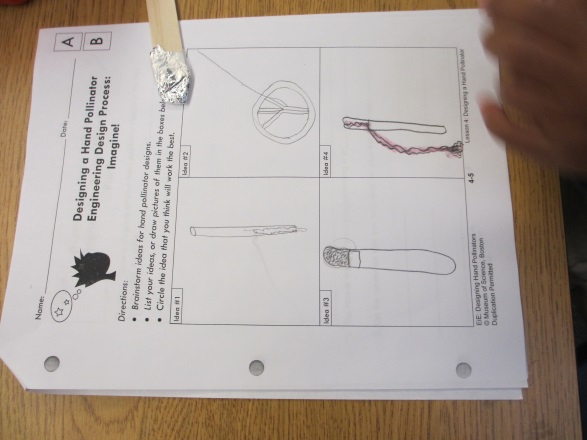 A
B
Name: Date:
Designing a Hand Pollinator
Engineering Design Process:
Imagine!
Directions:
• Brainstorm ideas for hand pollinator designs.
• List your ideas, or draw pictures of them in the boxes
• Circle the idea that you think will work the best.
Idea #1
Idea #2
Idea #3
Idea #4
EiE: Designing Hand Pollinators
© Museum of Science, Boston
Duplication Permitted
4-5
Lesson 4: Designing a Hand Pollinator